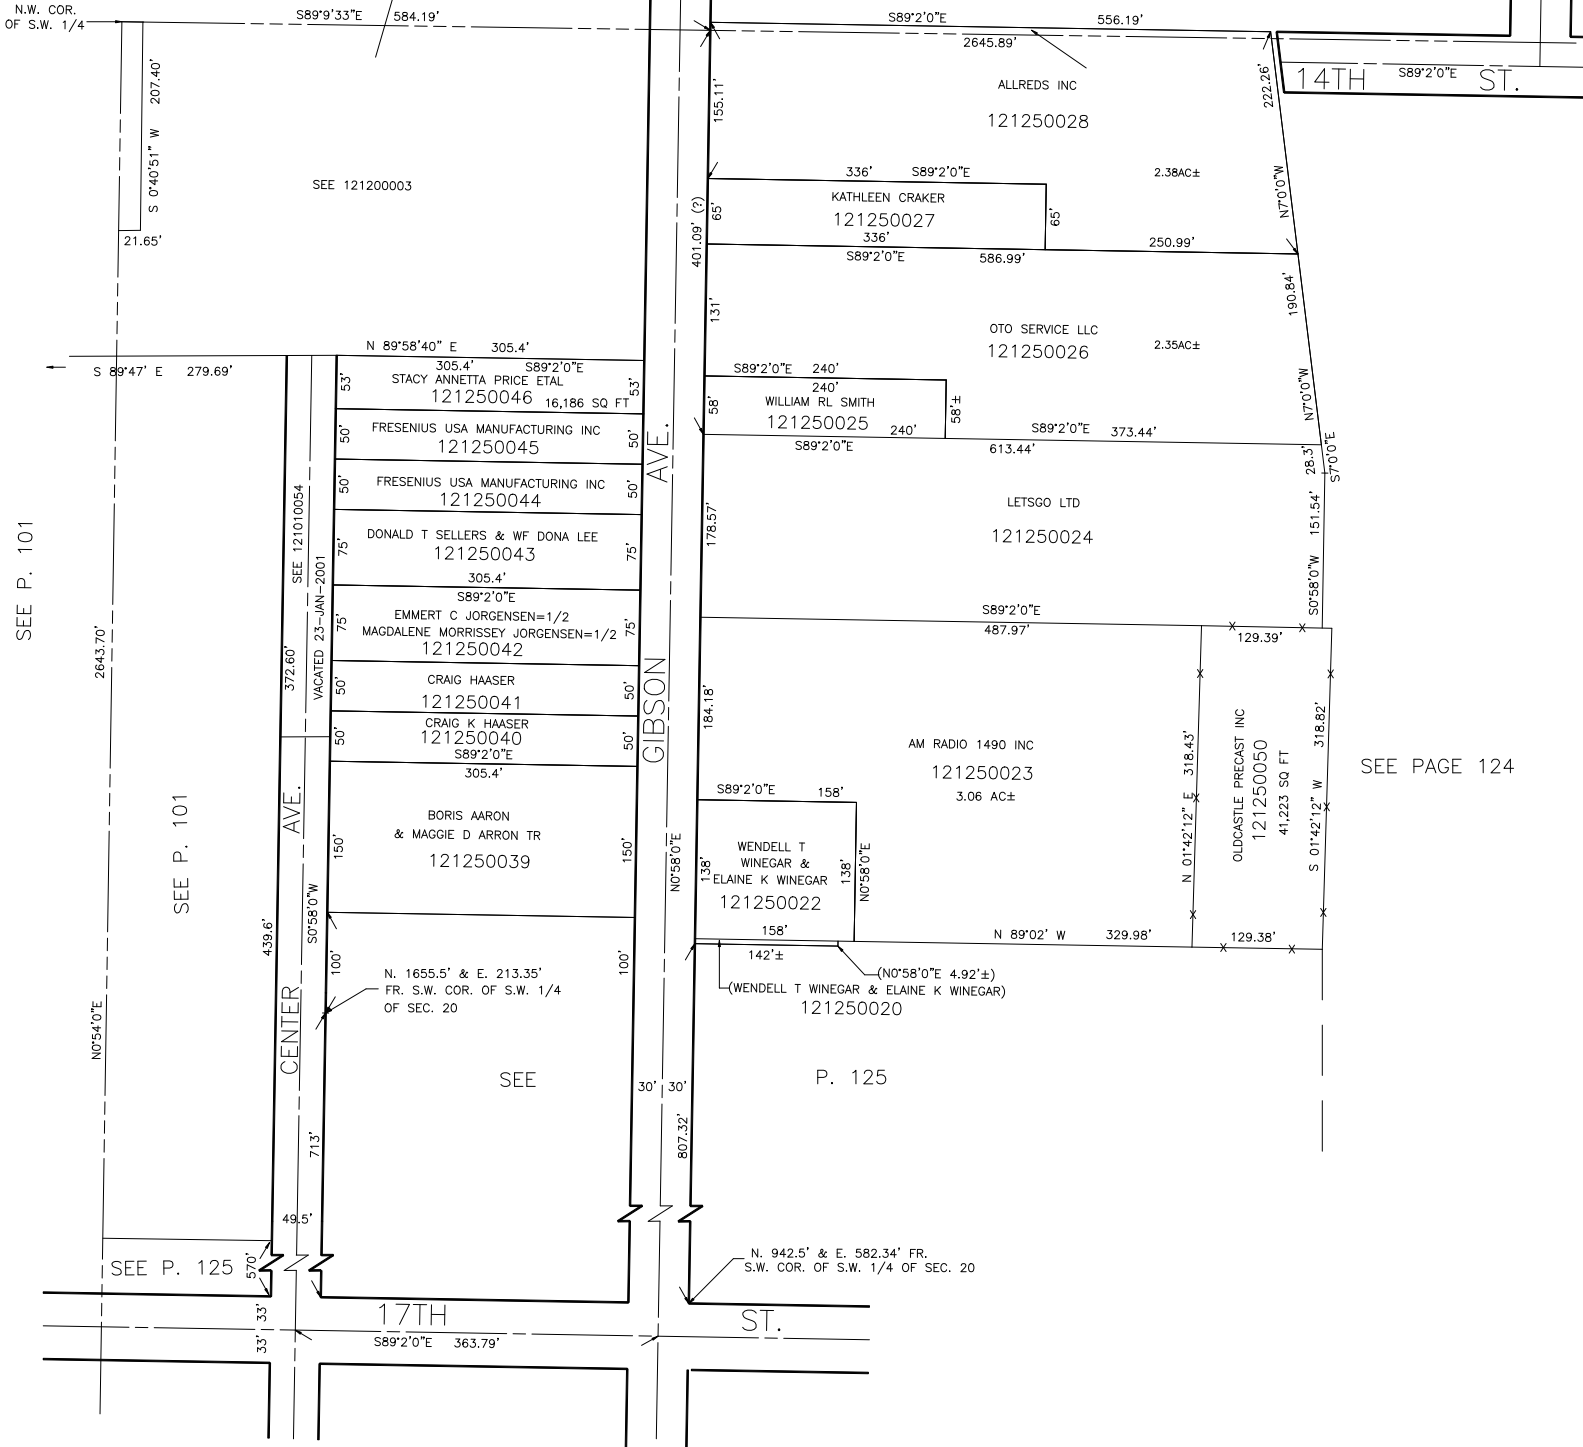 N.W. COR.
OF S.W. 1/4
S89°9'33"E 584.19'
S89°2'0"E 556.19'
2645.89'
14TH ST.
S89°2'0"E
S 0°40'51" W 207.40'
21.65'
SEE 121200003
155.11'
ALLREDS INC
121250028
2.38AC±
222.26'
N7°0'0"W
336' S89°2'0"E
KATHLEEN CRAKER
121250027
65'
65'
336'
401.09' (?)
250.99'
S89°2'0"E 586.99'
131'
OTO SERVICE LLC
121250026
2.35AC±
190.84'
N7°0'0"W
S89°2'0"E 240'
240'
WILLIAM RL SMITH
121250025
58'
58'±
240'
S89°2'0"E 373.44'
S89°2'0"E 613.44'
28.3'
S7°0'0"E
S 89°47' E 279.69'
N 89°58'40" E 305.4'
305.4' S89°2'0"E
53'
STACY ANNETTA PRICE ETAL
121250046 16,186 SQ FT
53'
50'
FRESENIUS USA MANUFACTURING INC
121250045
50'
50'
FRESENIUS USA MANUFACTURING INC
121250044
50'
75'
DONALD T SELLERS & WF DONA LEE
121250043
75'
305.4'
S89°2'0"E
75'
EMMERT C JORGENSEN=1/2
MAGDALENE MORRISSEY JORGENSEN=1/2
121250042
75'
50'
CRAIG HAASER
121250041
50'
50'
CRAIG K HAASER
121250040
50'
S89°2'0"E
305.4'
150'
BORIS AARON
& MAGGIE D ARRON TR
121250039
150'
SEE 121010054
VACATED 23-JAN-2001
372.60'
SEE P. 101
2643.70'
SEE P. 101
N0°54'0"E
439.6'
S0°58'0"W
CENTER AVE.
GIBSON AVE.
N0°58'0"E
178.57'
LETSGO LTD
121250024
S0°58'0"W 151.54'
S89°2'0"E
487.97'
129.39'
184.18'
AM RADIO 1490 INC
121250023
3.06 AC±
N 01°42'12" E 318.43'
OLDCASTLE PRECAST INC
121250050
41,223 SQ FT
S 01°42'12" W 318.82'
SEE PAGE 124
S89°2'0"E 158'
138'
WENDELL T
WINEGAR &
ELAINE K WINEGAR
121250022
138'
N0°58'0"E
158'
142'±
N 89°02' W 329.98'
129.38'
(N0°58'0"E 4.92'±)
(WENDELL T WINEGAR & ELAINE K WINEGAR)
121250020
100'
100'
N. 1655.5' & E. 213.35'
FR. S.W. COR. OF S.W. 1/4
OF SEC. 20
SEE P. 125
30' 30'
713'
807.32'
49.5'
SEE P. 125
570'
N. 942.5' & E. 582.34' FR.
S.W. COR. OF S.W. 1/4 OF SEC. 20
33'
33'
17TH ST.
S89°2'0"E 363.79'